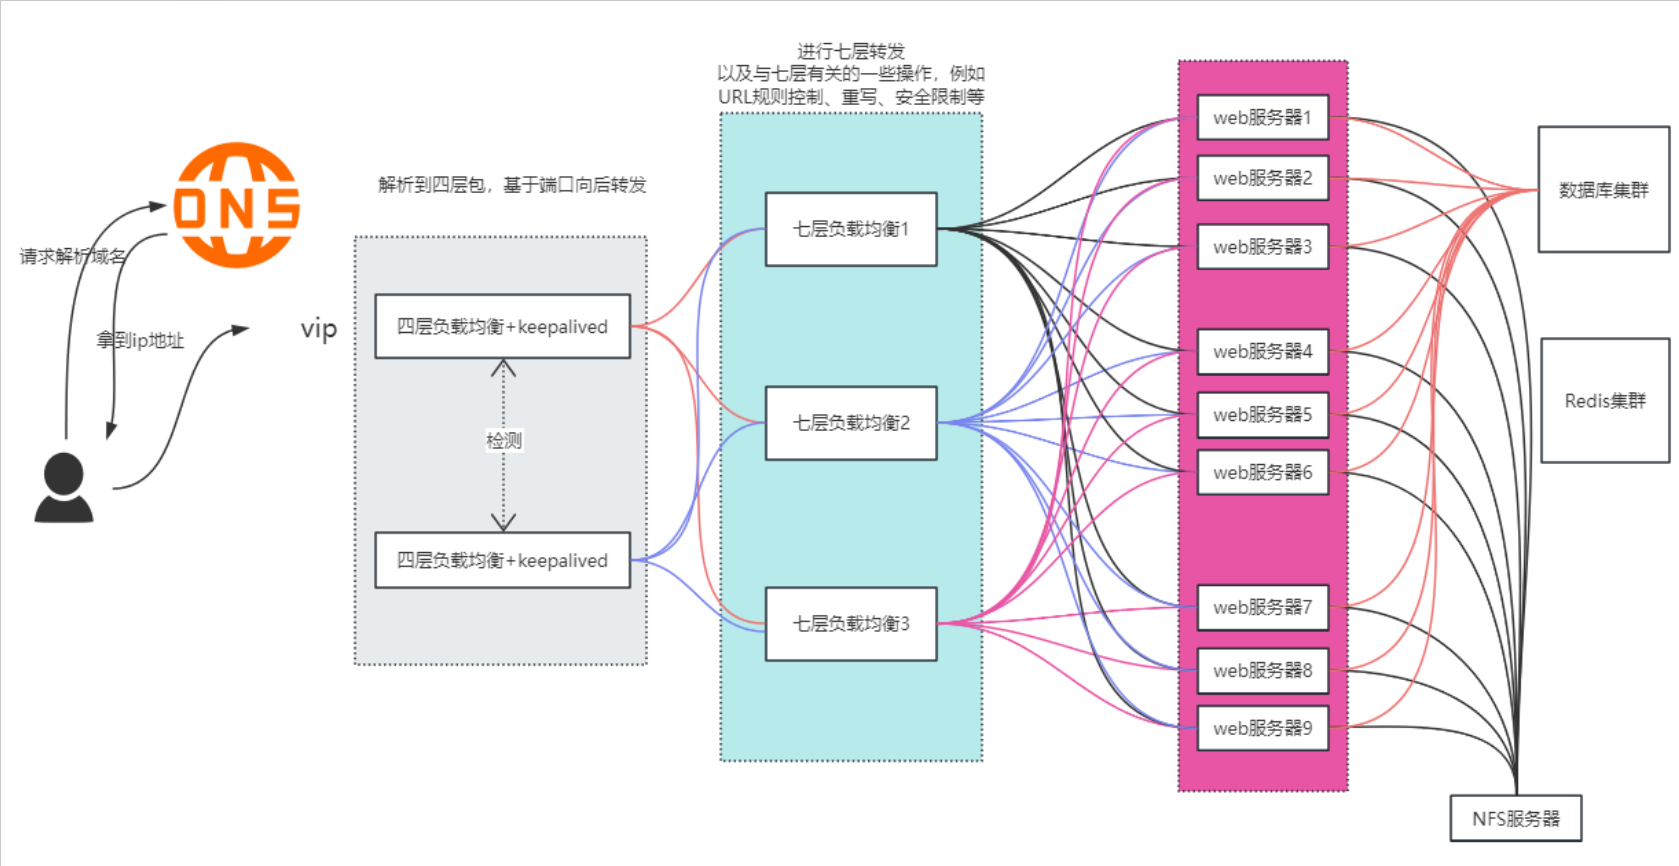 进行七层转发
以及与七层有关的一些操作，例如
URL规则控制、重写、安全限制等
DNS
解析到四层包，基于端口向后转发
请求解析域名
拿到ip地址
vip
四层负载均衡+keepalived
检测
四层负载均衡+keepalived
七层负载均衡1
七层负载均衡2
七层负载均衡3
web服务器1
web服务器2
web服务器3
web服务器4
web服务器5
web服务器6
web服务器7
web服务器8
web服务器9
数据库集群
Redis集群
NFS服务器